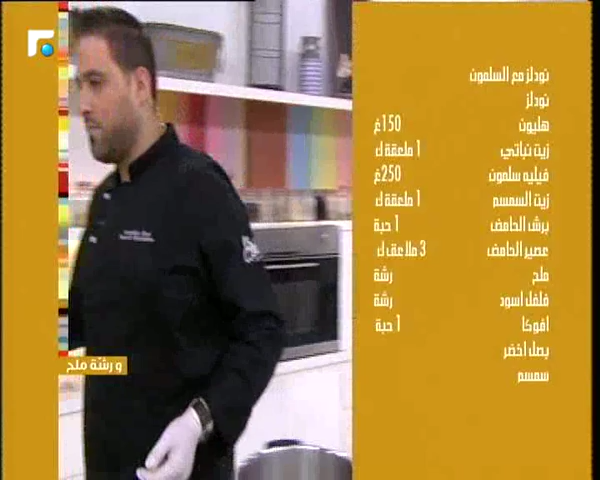 نودلز مع السلمون
نودلز
هليون 150غ
زيت نباتي 1 ملعقة ك
فيليه سلمون 250غ
زيت السمسم 1 ملعقة ك
برش الحامض 1 حبة
عصير الحامض 3 ملاعق ك
ملح رشة
فلفل اسود رشة
افوكا 1 حبة
بصل اخضر
سمسم
و رشّة ملح